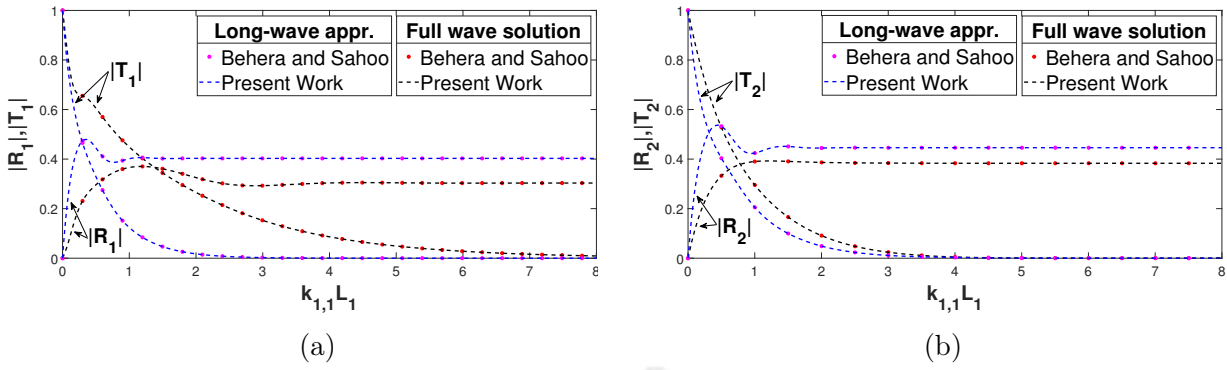 1
0.8
0.6
0.4
0.2
0
|R1|,|T1|
0 1 2 3 4 5 6 7 8
k1,1L1
|T1|
|R1|
Long-wave appr. Full wave solution
Behera and Sahoo Behera and Sahoo
Present Work Present Work
(a)
1
0.8
0.6
0.4
0.2
0
|R2|,|T2|
0 1 2 3 4 5 6 7 8
k1,1L1
|T2|
|R2|
Long-wave appr. Full wave solution
Behera and Sahoo Behera and Sahoo
Present Work Present Work
(b)